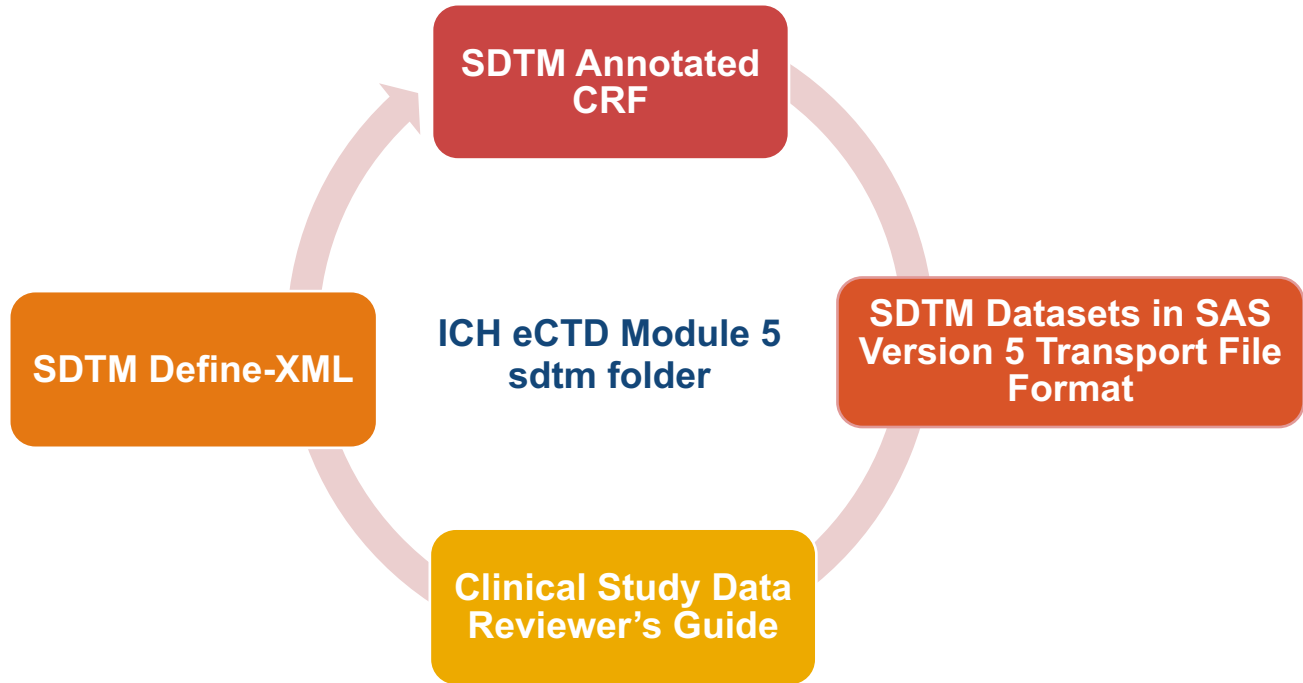 SDTM Annotated
CRF
SDTM Datasets in SAS
Version 5 Transport File
Format
Clinical Study Data
Reviewer’s Guide
SDTM Define-XML
ICH eCTD Module 5
sdtm folder